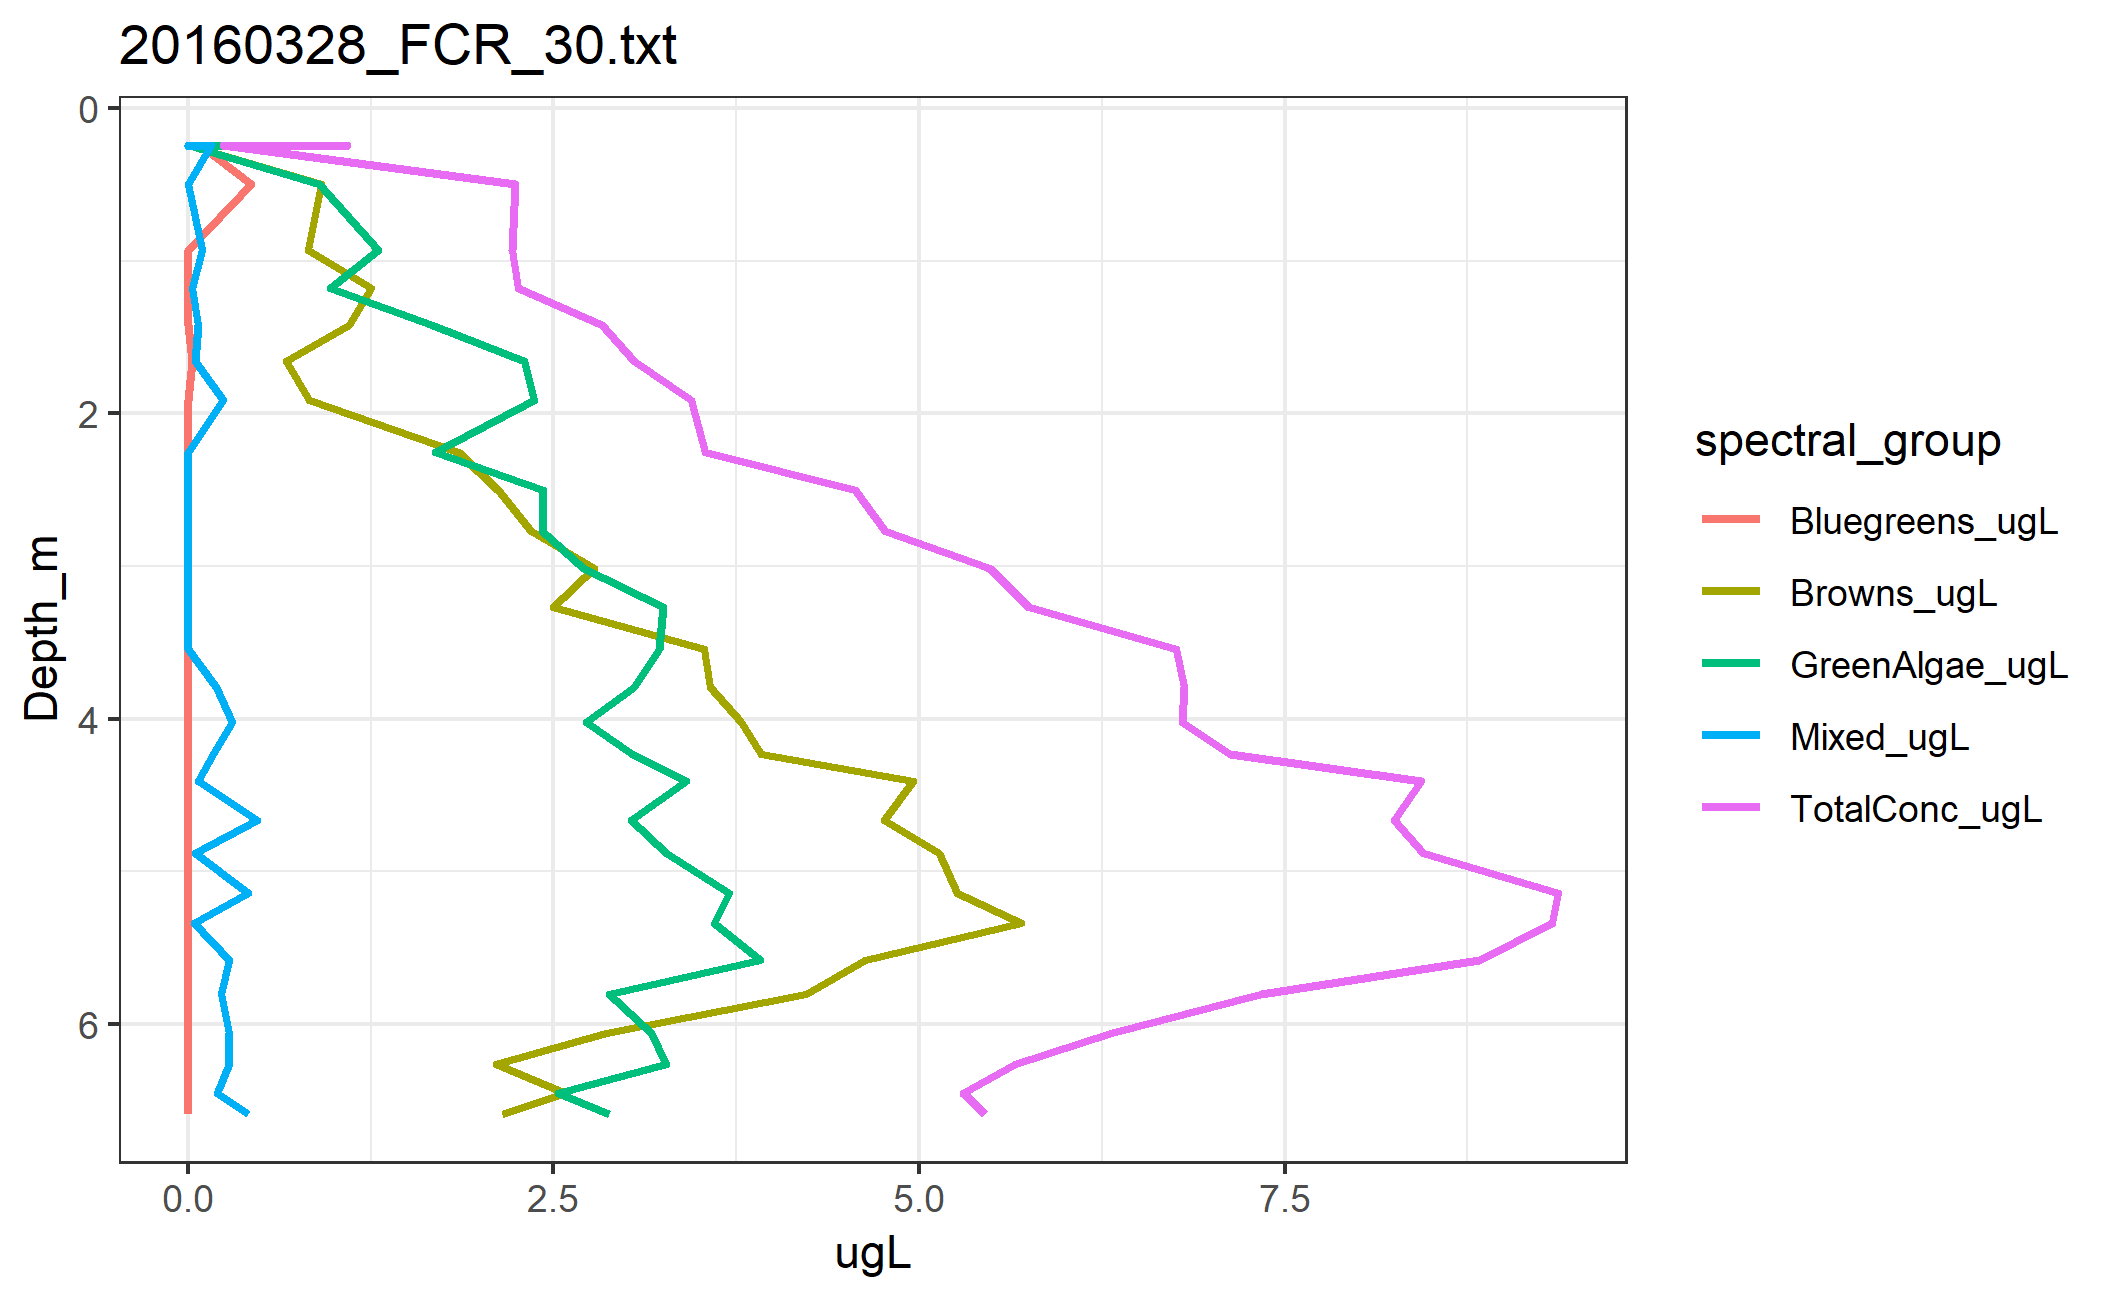 20160328_FCR_30.txt
0
2
4
6
Depth_m
0.0 2.5 5.0 7.5
ugL
spectral_group
Bluegreens_ugL
Browns_ugL
GreenAlgae_ugL
Mixed_ugL
TotalConc_ugL